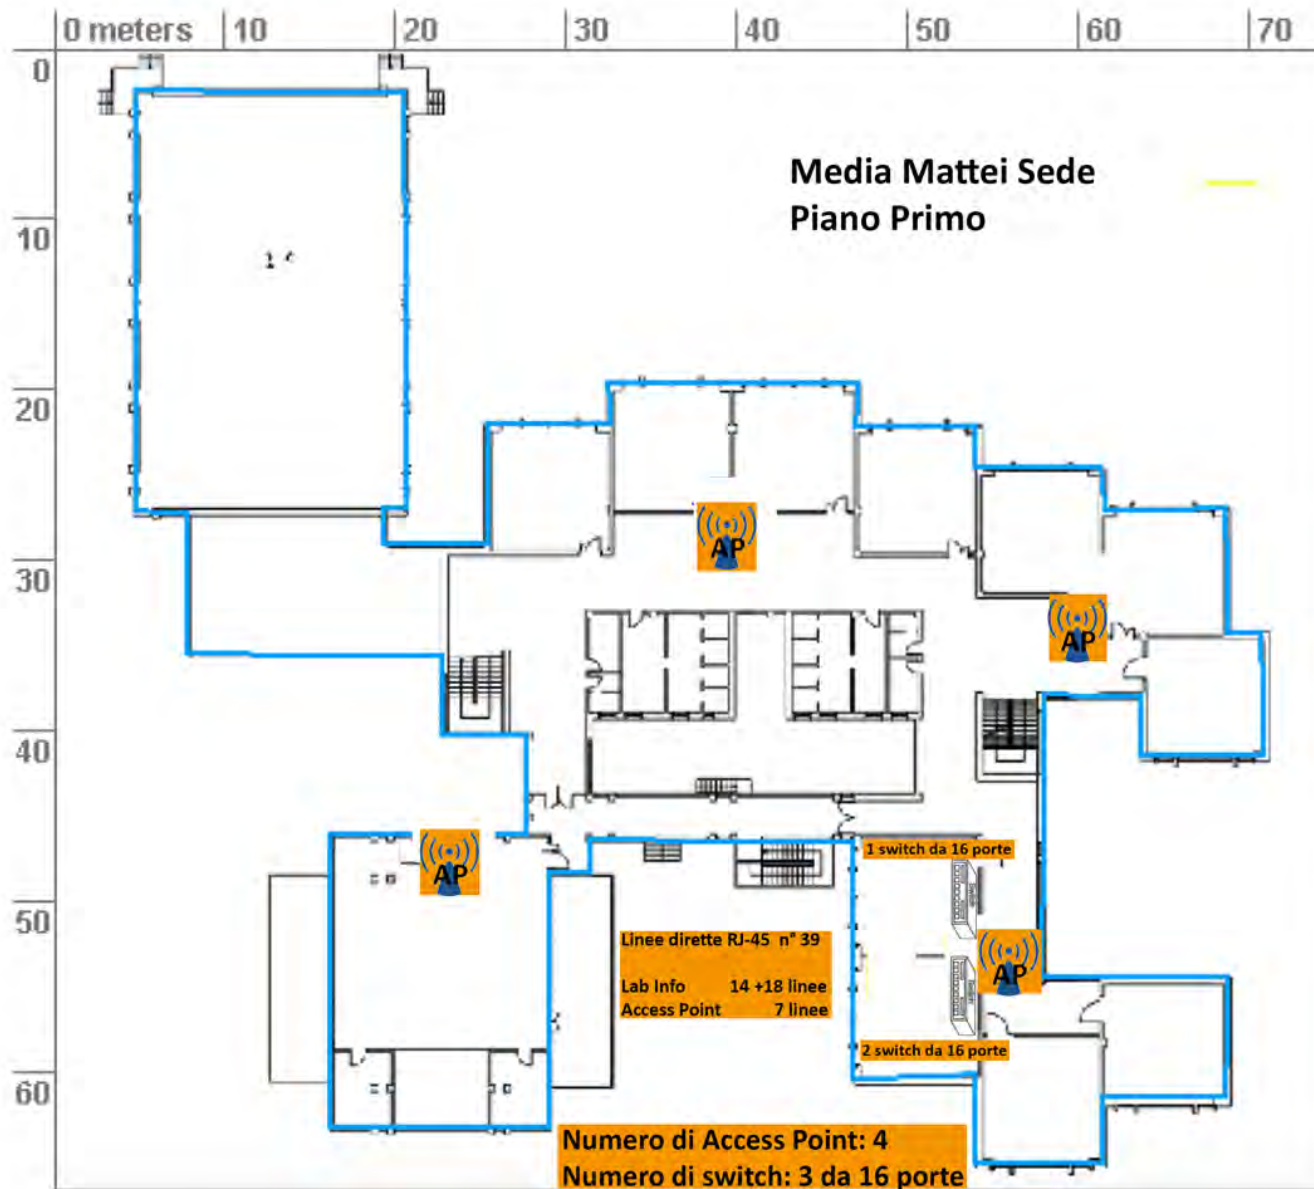 0 meters 10 20 30 40 50 60 70
0
Media Mattei Sede
Piano Primo
10
20
AP
30
AP
40
1 switch da 16 porte
AP
Switch
50
Linee dirette RJ-45 n° 39
AP
Lab Info 14 +18 linee
Switch
Access Point 7 linee
2 switch da 16 porte
60
Numero di Access Point: 4
Numero di switch: 3 da 16 porte